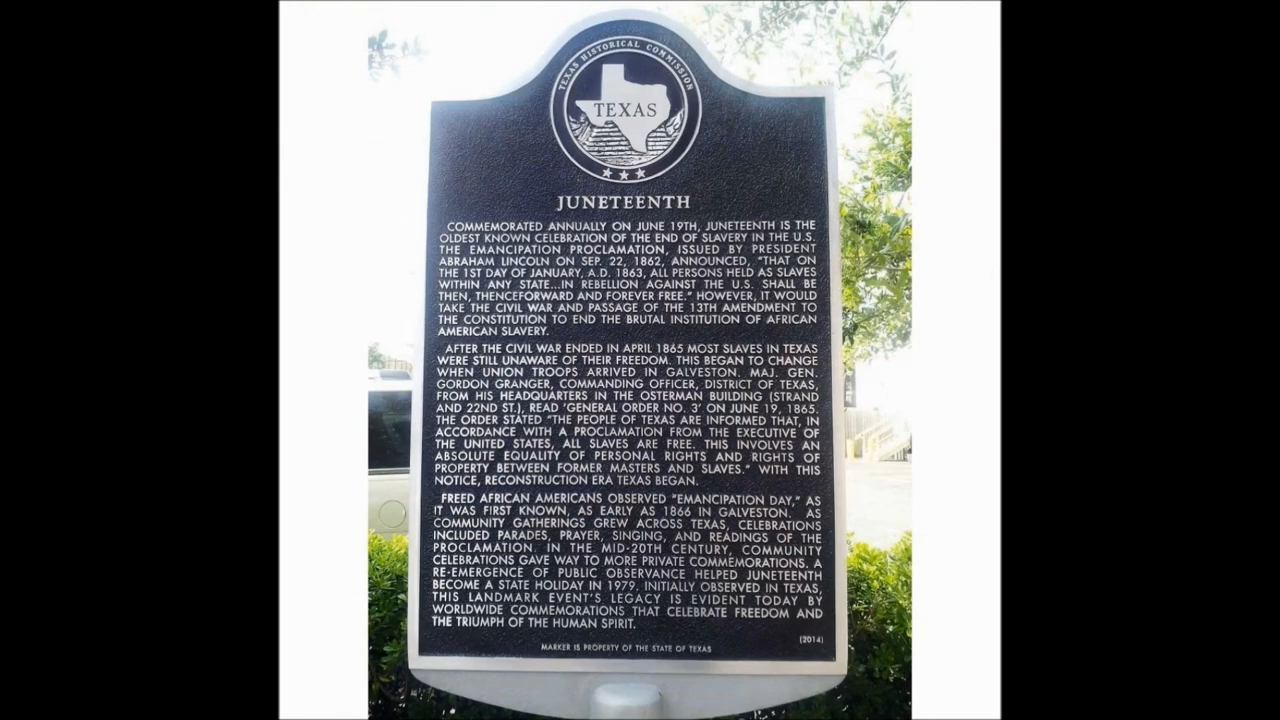 TEXAS HISTORICAL COMMISSION
TEXAS
JUNETEENTH
COMMEMORATED ANNUALLY ON JUNE 19TH, JUNETEENTH IS THE
OLDEST KNOWN CELEBRATION OF THE END OF SLAVERY IN THE U.S.
THE EMANCIPATION PROCLAMATION, ISSUED BY PRESIDENT
ABRAHAM LINCOLN ON SEP. 22, 1862, ANNOUNCED, "THAT ON
THE 1ST DAY OF JANUARY, A.D. 1863, ALL PERSONS HELD AS SLAVES
WITHIN ANY STATE...IN REBELLION AGAINST THE U.S. SHALL BE
THEN, THENCEFORWARD AND FOREVER FREE." HOWEVER, IT WOULD
TAKE THE CIVIL WAR AND PASSAGE OF THE 13TH AMENDMENT TO
THE CONSTITUTION TO END THE BRUTAL INSTITUTION OF AFRICAN
AMERICAN SLAVERY.
AFTER THE CIVIL WAR ENDED IN APRIL 1865 MOST SLAVES IN TEXAS
WERE STILL UNAWARE OF THEIR FREEDOM. THIS BEGAN TO CHANGE
WHEN UNION TROOPS ARRIVED IN GALVESTON. MAJ. GEN.
GORDON GRANGER, COMMANDING OFFICER, DISTRICT OF TEXAS,
FROM HIS HEADQUARTERS IN THE OSTERMAN BUILDING (STRAND
AND 22ND ST.), READ 'GENERAL ORDER NO. 3' ON JUNE 19, 1865.
THE ORDER STATED "THE PEOPLE OF TEXAS ARE INFORMED THAT, IN
ACCORDANCE WITH A PROCLAMATION FROM THE EXECUTIVE OF
THE UNITED STATES, ALL SLAVES ARE FREE. THIS INVOLVES AN
ABSOLUTE EQUALITY OF PERSONAL RIGHTS AND RIGHTS OF
PROPERTY BETWEEN FORMER MASTERS AND SLAVES." WITH THIS
NOTICE, RECONSTRUCTION ERA TEXAS BEGAN.
FREED AFRICAN AMERICANS OBSERVED "EMANCIPATION DAY," AS
IT WAS FIRST KNOWN, AS EARLY AS 1866 IN GALVESTON. AS
COMMUNITY GATHERINGS GREW ACROSS TEXAS, CELEBRATIONS
INCLUDED PARADES, PRAYER, SINGING, AND READINGS OF THE
PROCLAMATION. IN THE MID-20TH CENTURY, COMMUNITY
CELEBRATIONS GAVE WAY TO MORE PRIVATE COMMEMORATIONS. A
RE-EMERGENCE OF PUBLIC OBSERVANCE HELPED JUNETEENTH
BECOME A STATE HOLIDAY IN 1979. INITIALLY OBSERVED IN TEXAS,
THIS LANDMARK EVENT'S LEGACY IS EVIDENT TODAY BY
WORLDWIDE COMMEMORATIONS THAT CELEBRATE FREEDOM AND
THE TRIUMPH OF THE HUMAN SPIRIT.
(2014)
MARKER IS PROPERTY OF THE STATE OF TEXAS